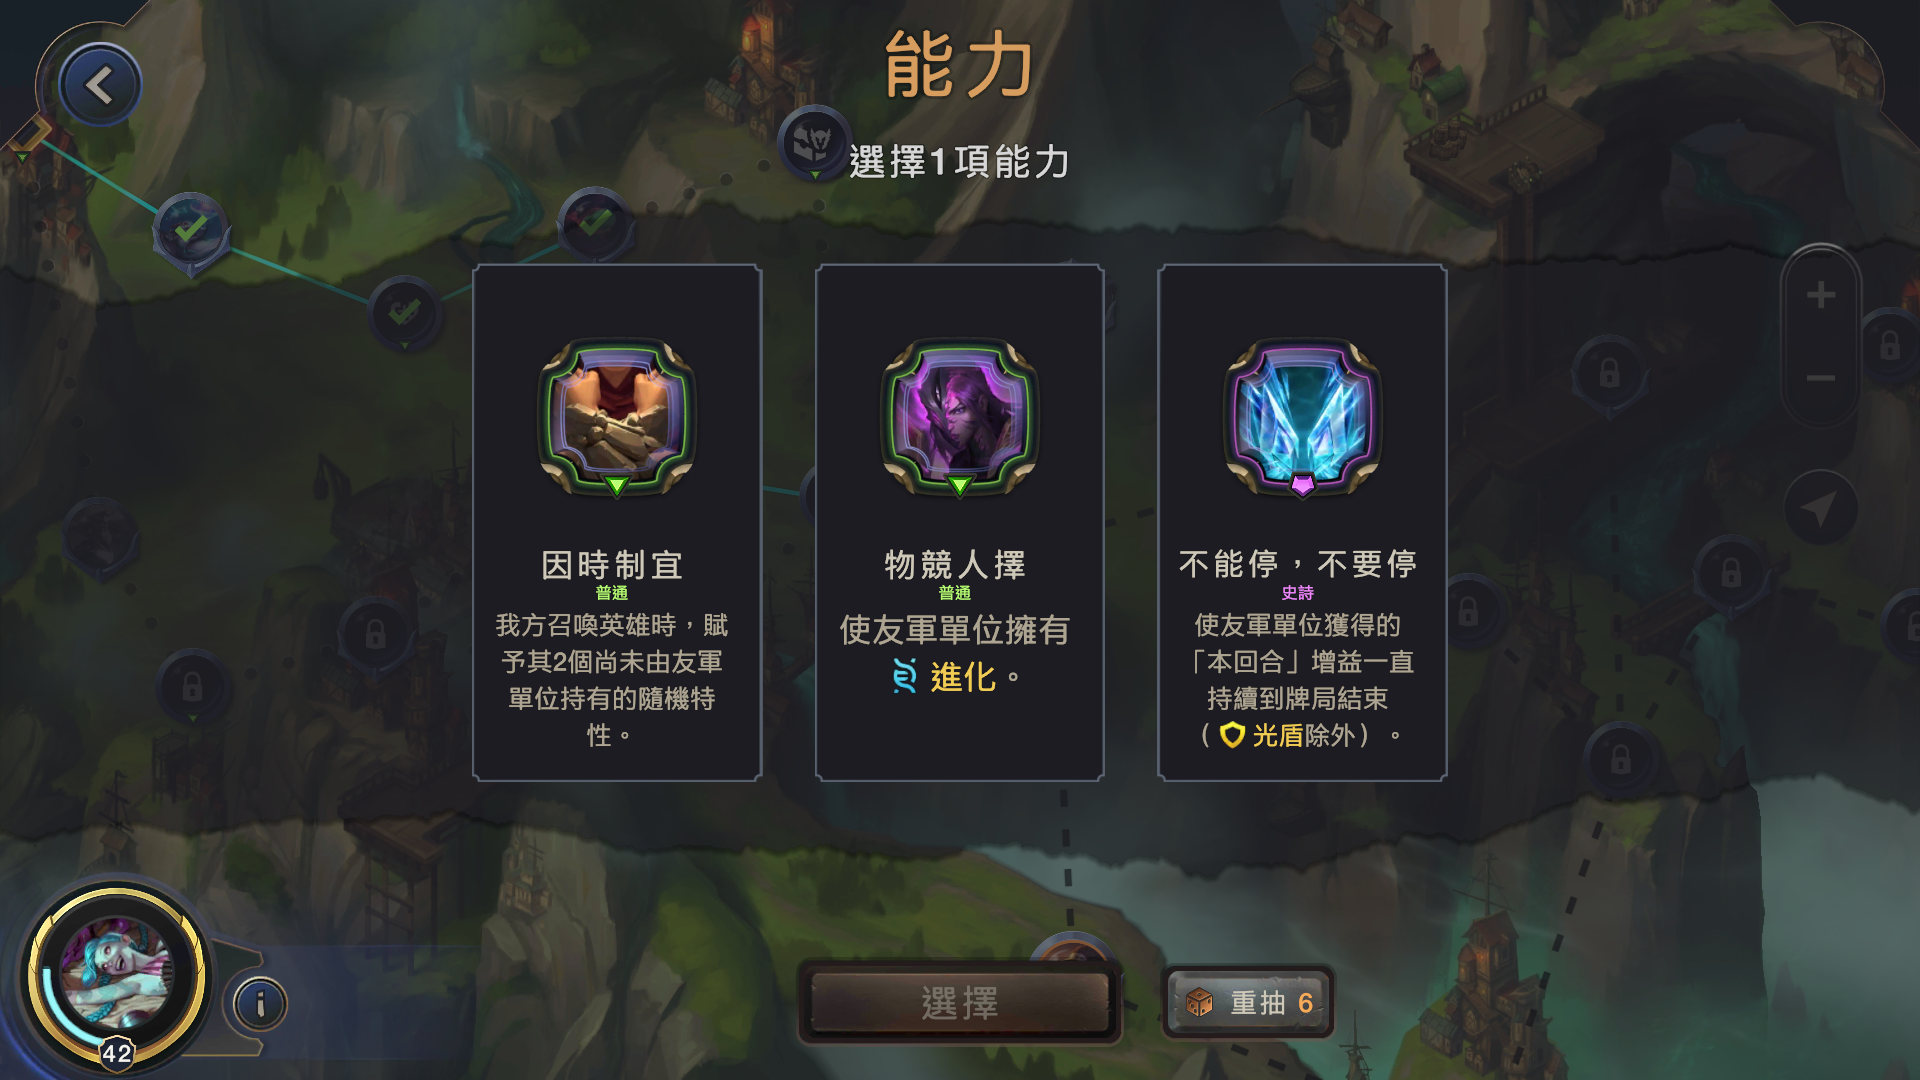 能力
選擇1項能力
因時制宜
普通
我方召喚英雄時，賦
予其2個尚未由友軍
單位持有的隨機特
性。
物競人擇
普通
使友軍單位擁有
進化。
不能停，不要停
史詩
使友軍單位獲得的
「本回合」增益一直
持續到牌局結束
（光盾除外）。
42
選擇
重抽 6